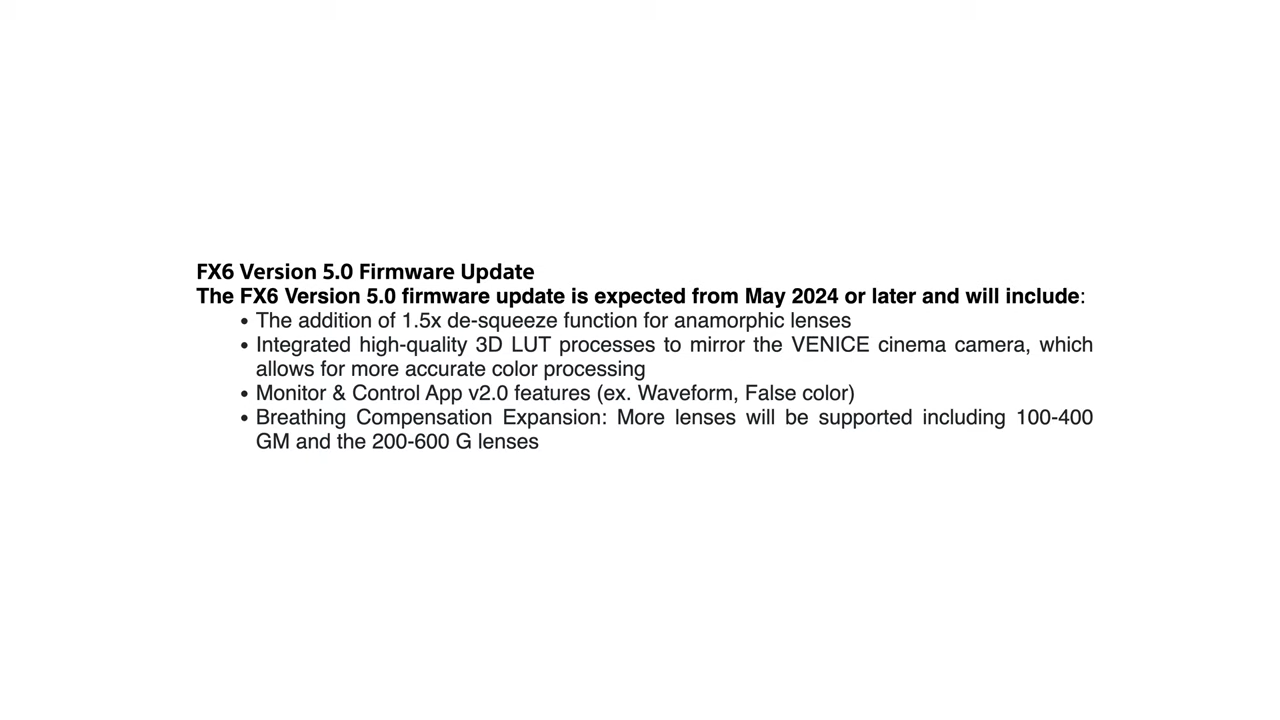 FX6 Version 5.0 Firmware Update
The FX6 Version 5.0 firmware update is expected from May 2024 or later and will include:
• The addition of 1.5x de-squeeze function for anamorphic lenses
• Integrated high-quality 3D LUT processes to mirror the VENICE cinema camera, which
allows for more accurate color processing
• Monitor & Control App v2.0 features (ex. Waveform, False color)
• Breathing Compensation Expansion: More lenses will be supported including 100-400
GM and the 200-600 G lenses